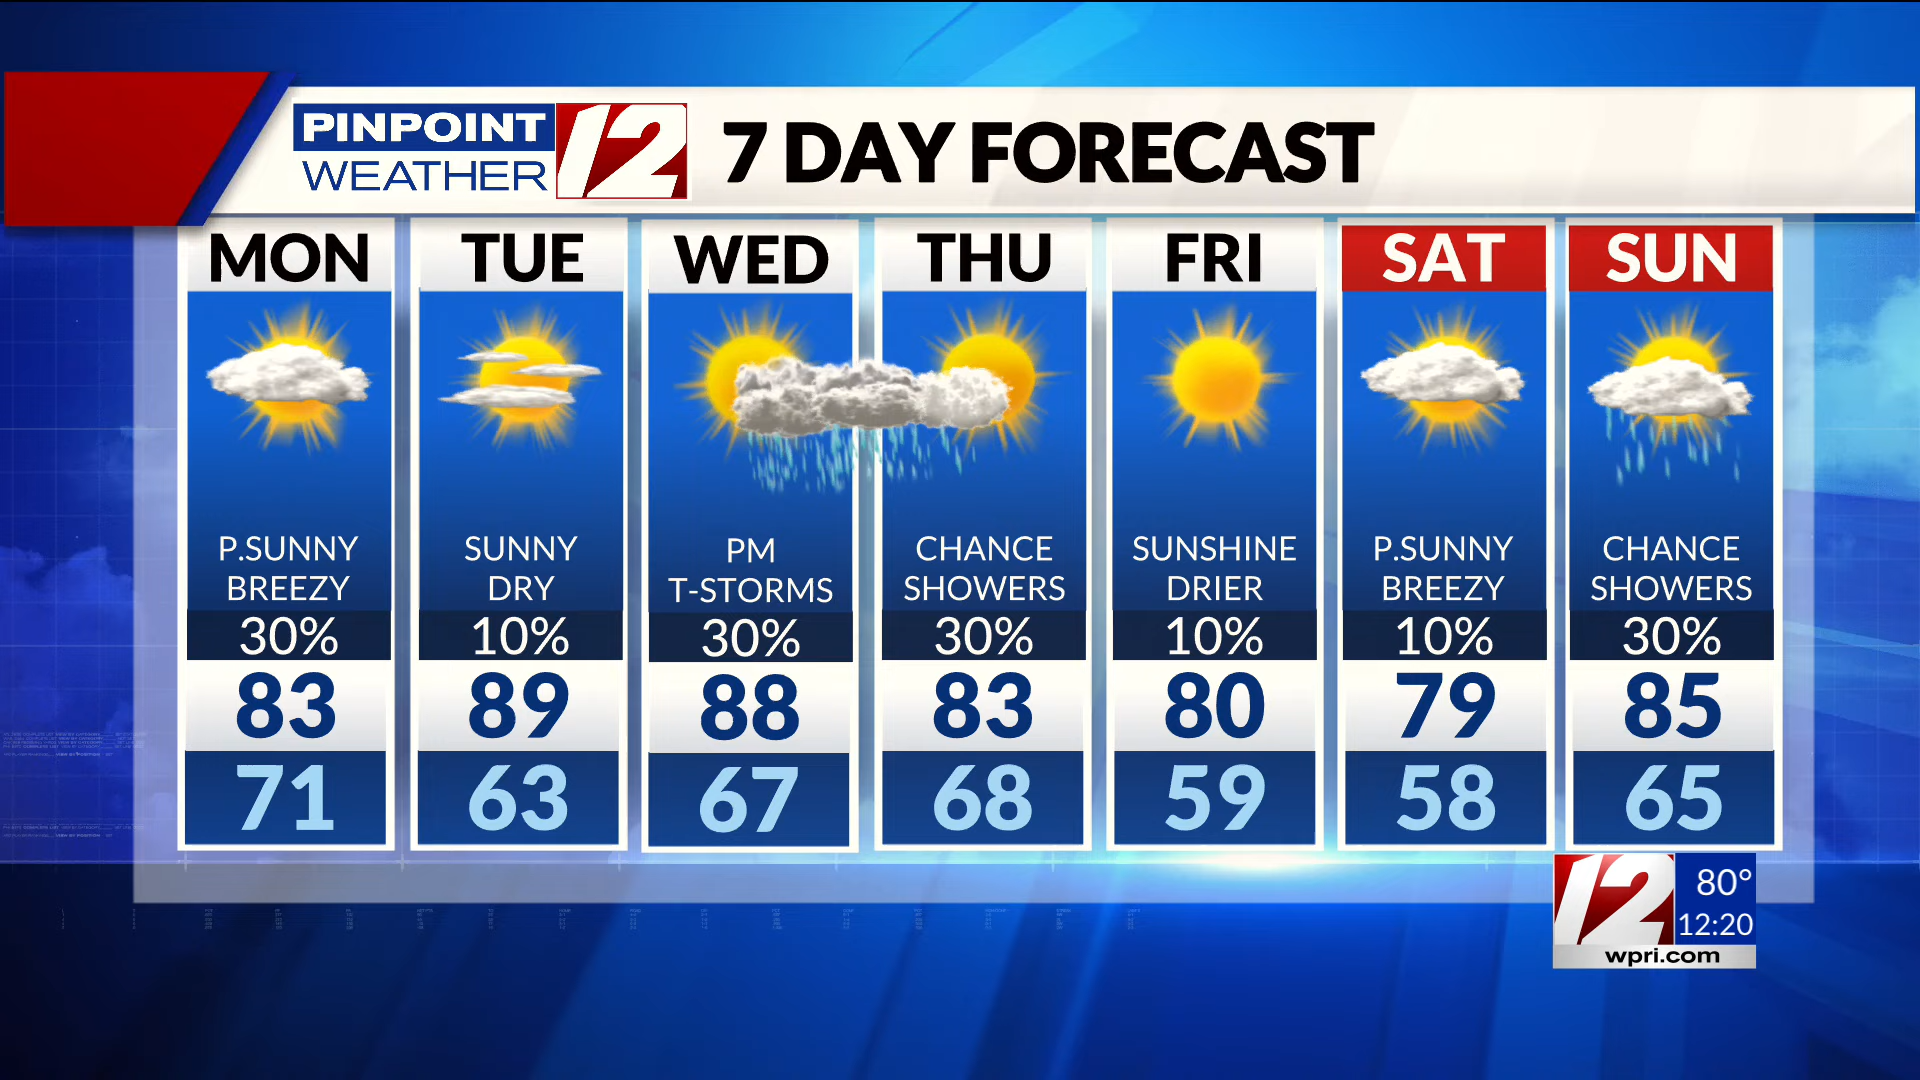 PINPOINT
WEATHER
12
7 DAY FORECAST
MON
P.SUNNY
BREEZY
30%
83
71
TUE
SUNNY
DRY
10%
89
63
WED
PM
T-STORMS
30%
88
67
THU
CHANCE
SHOWERS
30%
83
68
FRI
SUNSHINE
DRIER
10%
80
59
SAT
P.SUNNY
BREEZY
10%
79
58
SUN
CHANCE
SHOWERS
30%
85
65
12
80°
12:20
wpri.com